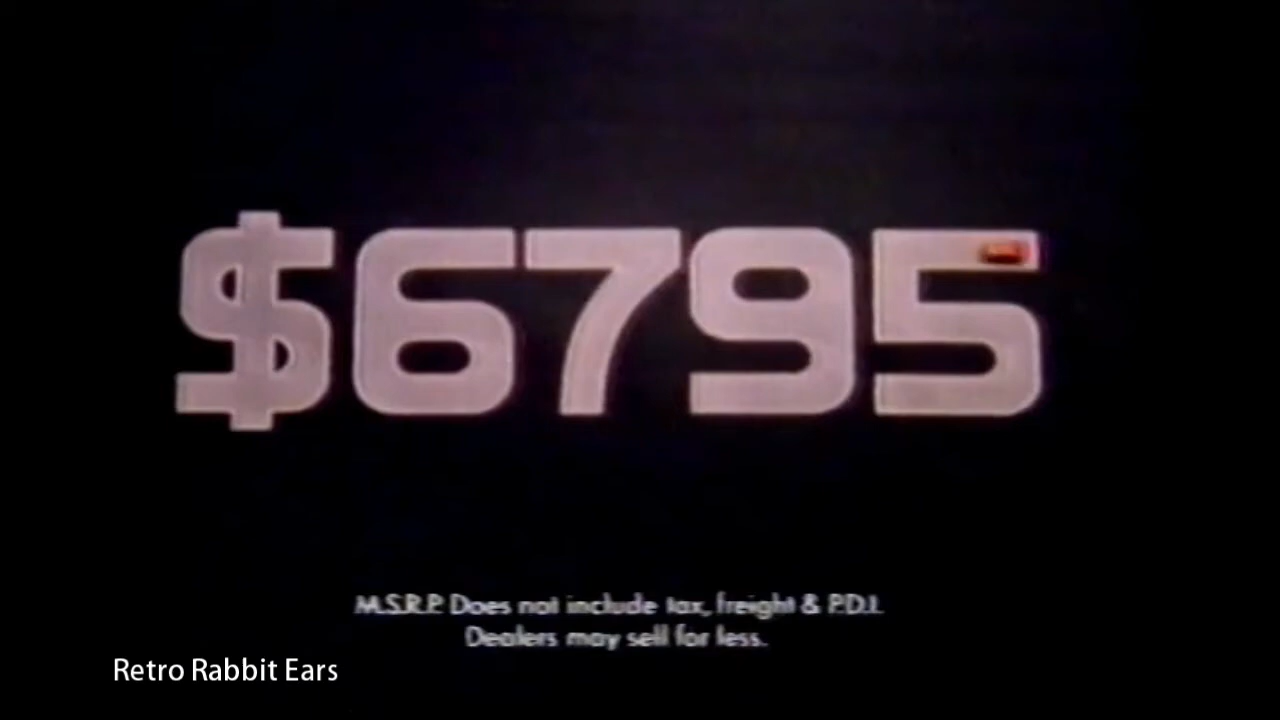 $6795
M.S.R.P. Does not include tax, freight & P.D.I.
Dealers may sell for less.
Retro Rabbit Ears